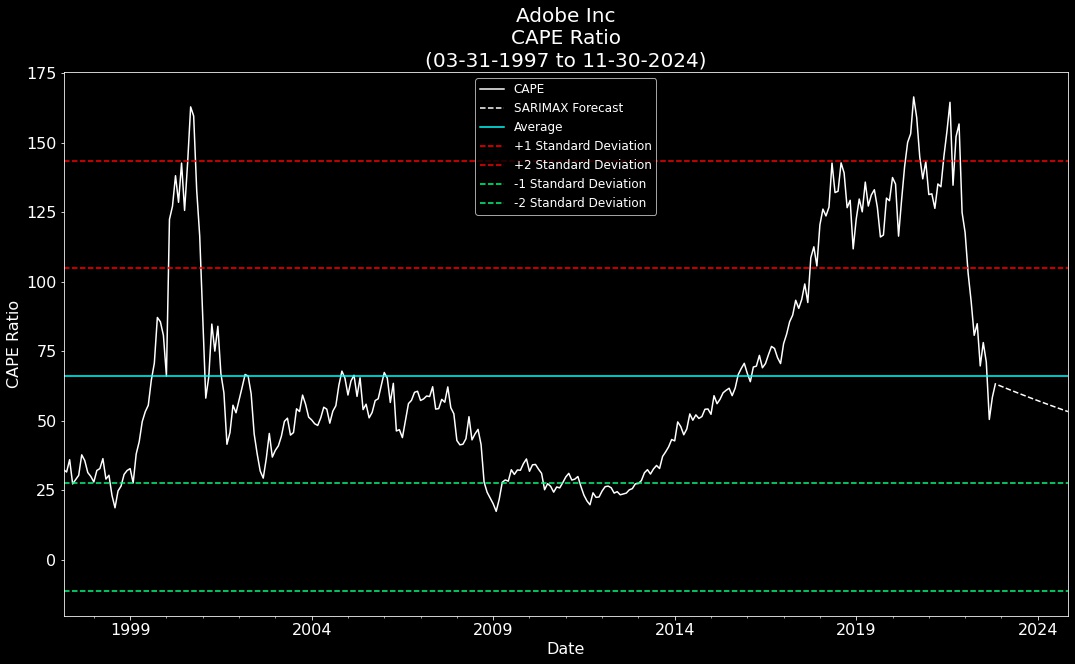 Adobe Inc
CAPE Ratio
(03-31-1997 to 11-30-2024)
CAPE
SARIMAX Forecast
Average
+1 Standard Deviation
+2 Standard Deviation
-1 Standard Deviation
-2 Standard Deviation
175
150
125
100
75
50
25
0
CAPE Ratio
1999 2004 2009 2014 2019 2024
Date